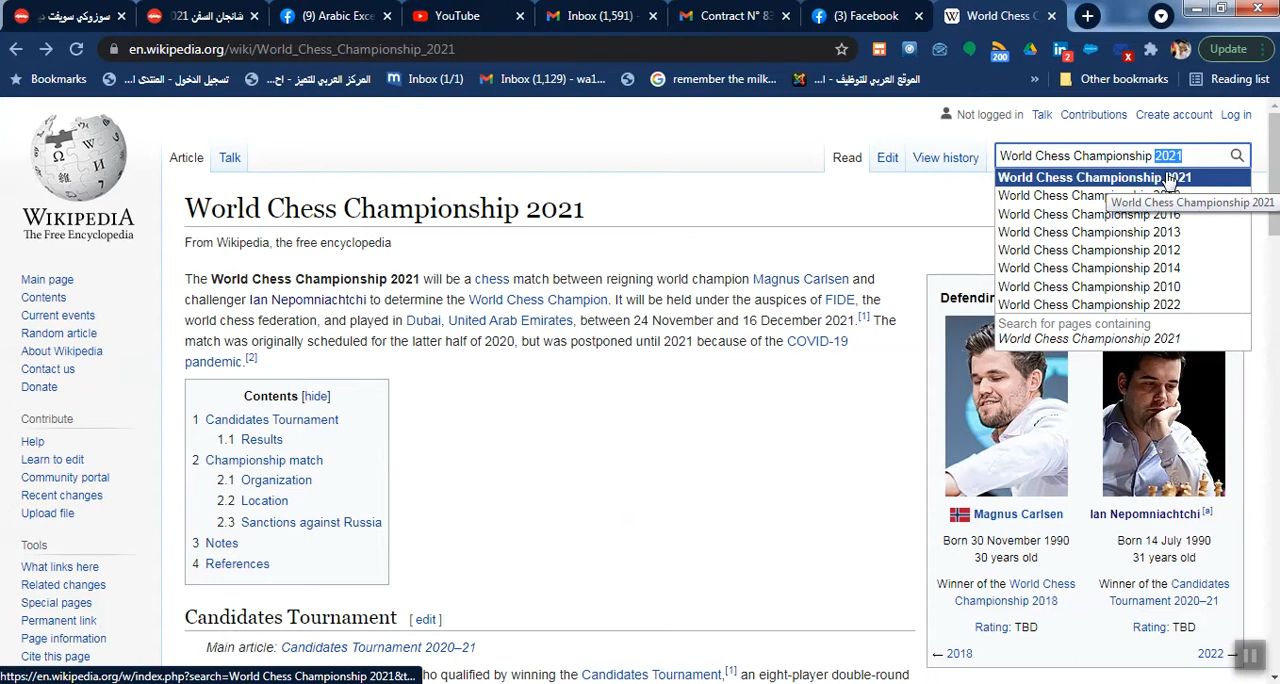 سوزوكي سويفت
شانجان السفن 2021
(9) Arabic Exce
YouTube
Inbox (1,591)
Contract N° 8
(3) Facebook
World Chess C
en.wikipedia.org/wiki/World_Chess_Championship_2021
200
2
x
Update
Bookmarks
تسجيل الدخول - المنتدى ا...
المركز العربي للتميز - اح...
Inbox (1/1)
Inbox (1,129) - wa1...
remember the milk...
الموقع العربي للتوظيف - ا...
»
Other bookmarks
Reading list
Not logged in Talk Contributions Create account Log in
Article Talk
Read Edit View history
World Chess Championship 2021
World Chess Championship 2021
World Chess
World Chess Championship 2021
World Chess Championship 2016
World Chess Championship 2013
World Chess Championship 2012
World Chess Championship 2014
World Chess Championship 2010
World Chess Championship 2022
Search for pages containing
World Chess Championship 2021
WIKIPEDIA
The Free Encyclopedia
Main page
Contents
Current events
Random article
About Wikipedia
Contact us
Donate
Contribute
Help
Learn to edit
Community portal
Recent changes
Upload file
Tools
What links here
Related changes
Special pages
Permanent link
Page information
Cite this page
World Chess Championship 2021
From Wikipedia, the free encyclopedia
The World Chess Championship 2021 will be a chess match between reigning world champion Magnus Carlsen and
challenger Ian Nepomniachtchi to determine the World Chess Champion. It will be held under the auspices of FIDE, the
world chess federation, and played in Dubai, United Arab Emirates, between 24 November and 16 December 2021.[1] The
match was originally scheduled for the latter half of 2020, but was postponed until 2021 because of the COVID-19
pandemic.[2]
Contents [hide]
1 Candidates Tournament
1.1 Results
2 Championship match
2.1 Organization
2.2 Location
2.3 Sanctions against Russia
3 Notes
4 References
Candidates Tournament [ edit ]
Main article: Candidates Tournament 2020–21
ho qualified by winning the Candidates Tournament,[1] an eight-player double-round
Defendin
Magnus Carlsen
Ian Nepomniachtchi [a]
Born 30 November 1990
30 years old
Born 14 July 1990
31 years old
Winner of the World Chess
Championship 2018
Winner of the Candidates
Tournament 2020–21
Rating: TBD
Rating: TBD
← 2018
2022 →
https://en.wikipedia.org/w/index.php?search=World Chess Championship 2021&t...